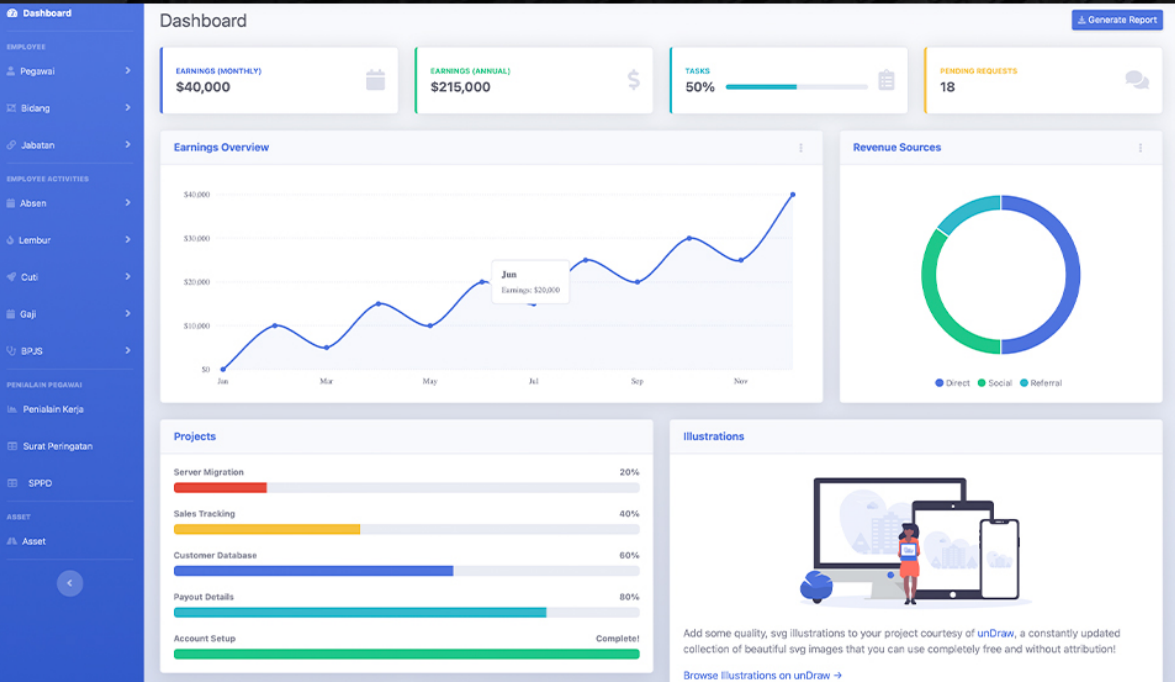 Dashboard
EMPLOYEE
Pegawai
Bidang
Jabatan
EMPLOYEE ACTIVITIES
Absen
Lembur
Cuti
Gaji
BPJS
PENIALAIN PEGAWAI
Penialain Kerja
Surat Peringatan
SPPD
ASSET
Asset
Dashboard
Generate Report
EARNINGS (MONTHLY)
$40,000
EARNINGS (ANNUAL)
$215,000
TASKS
50%
PENDING REQUESTS
18
Earnings Overview
$40,000
$30,000
$20,000
$10,000
$0
Jun
Earnings: $20,000
Jan Mar May Jul Sep Nov
Revenue Sources
Direct Social Referral
Projects
Server Migration 20%
Sales Tracking 40%
Customer Database 60%
Payout Details 80%
Account Setup Complete!
Illustrations
Add some quality, svg illustrations to your project courtesy of unDraw, a constantly updated
collection of beautiful svg images that you can use completely free and without attribution!
Browse Illustrations on unDraw →